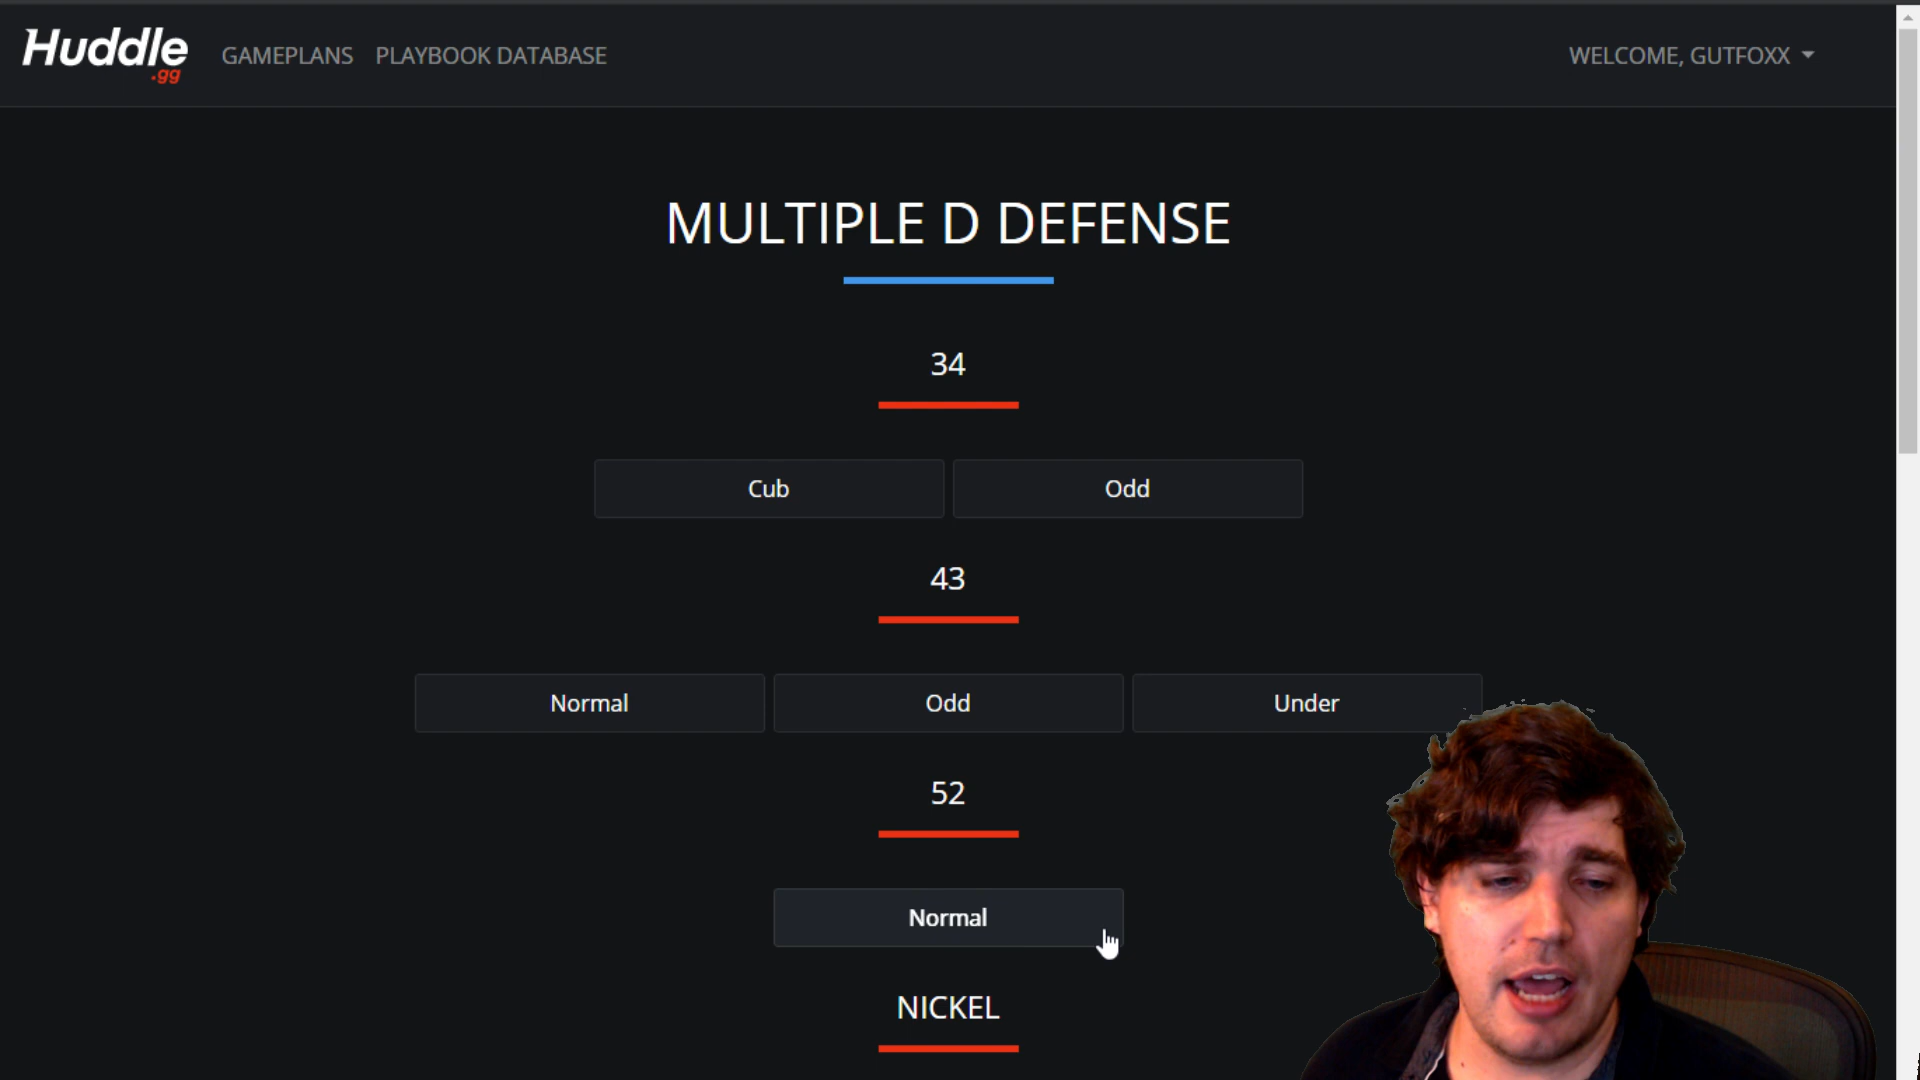 Huddle
.gg
GAMEPLANS PLAYBOOK DATABASE
WELCOME, GUTFOXX
MULTIPLE D DEFENSE
34
Cub Odd
43
Normal Odd Under
52
Normal
NICKEL